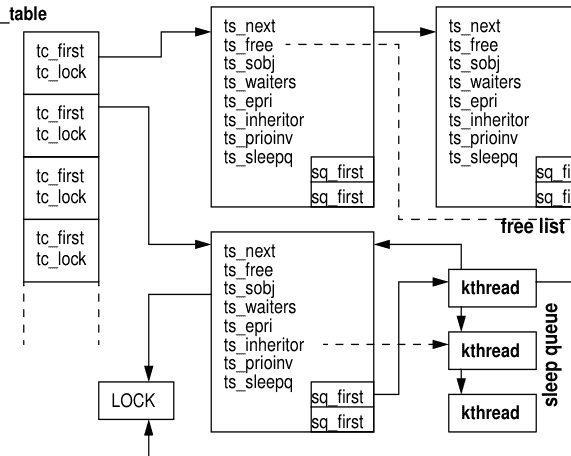 _table
tc_first
tc_lock
tc_first
tc_lock
tc_first
tc_lock
tc_first
tc_lock
ts_next
ts_free
ts_sobj
ts_waiters
ts_epri
ts_inheritor
ts_prioinv
ts_sleepq
sq_first
sq_first
ts_next
ts_free
ts_sobj
ts_waiters
ts_epri
ts_inheritor
ts_prioinv
ts_sleepq
sq_fi
sq_fi
free list
ts_next
ts_free
ts_sobj
ts_waiters
ts_epri
ts_inheritor
ts_prioinv
ts_sleepq
sq_first
sq_first
LOCK
kthread
kthread
kthread
sleep queue